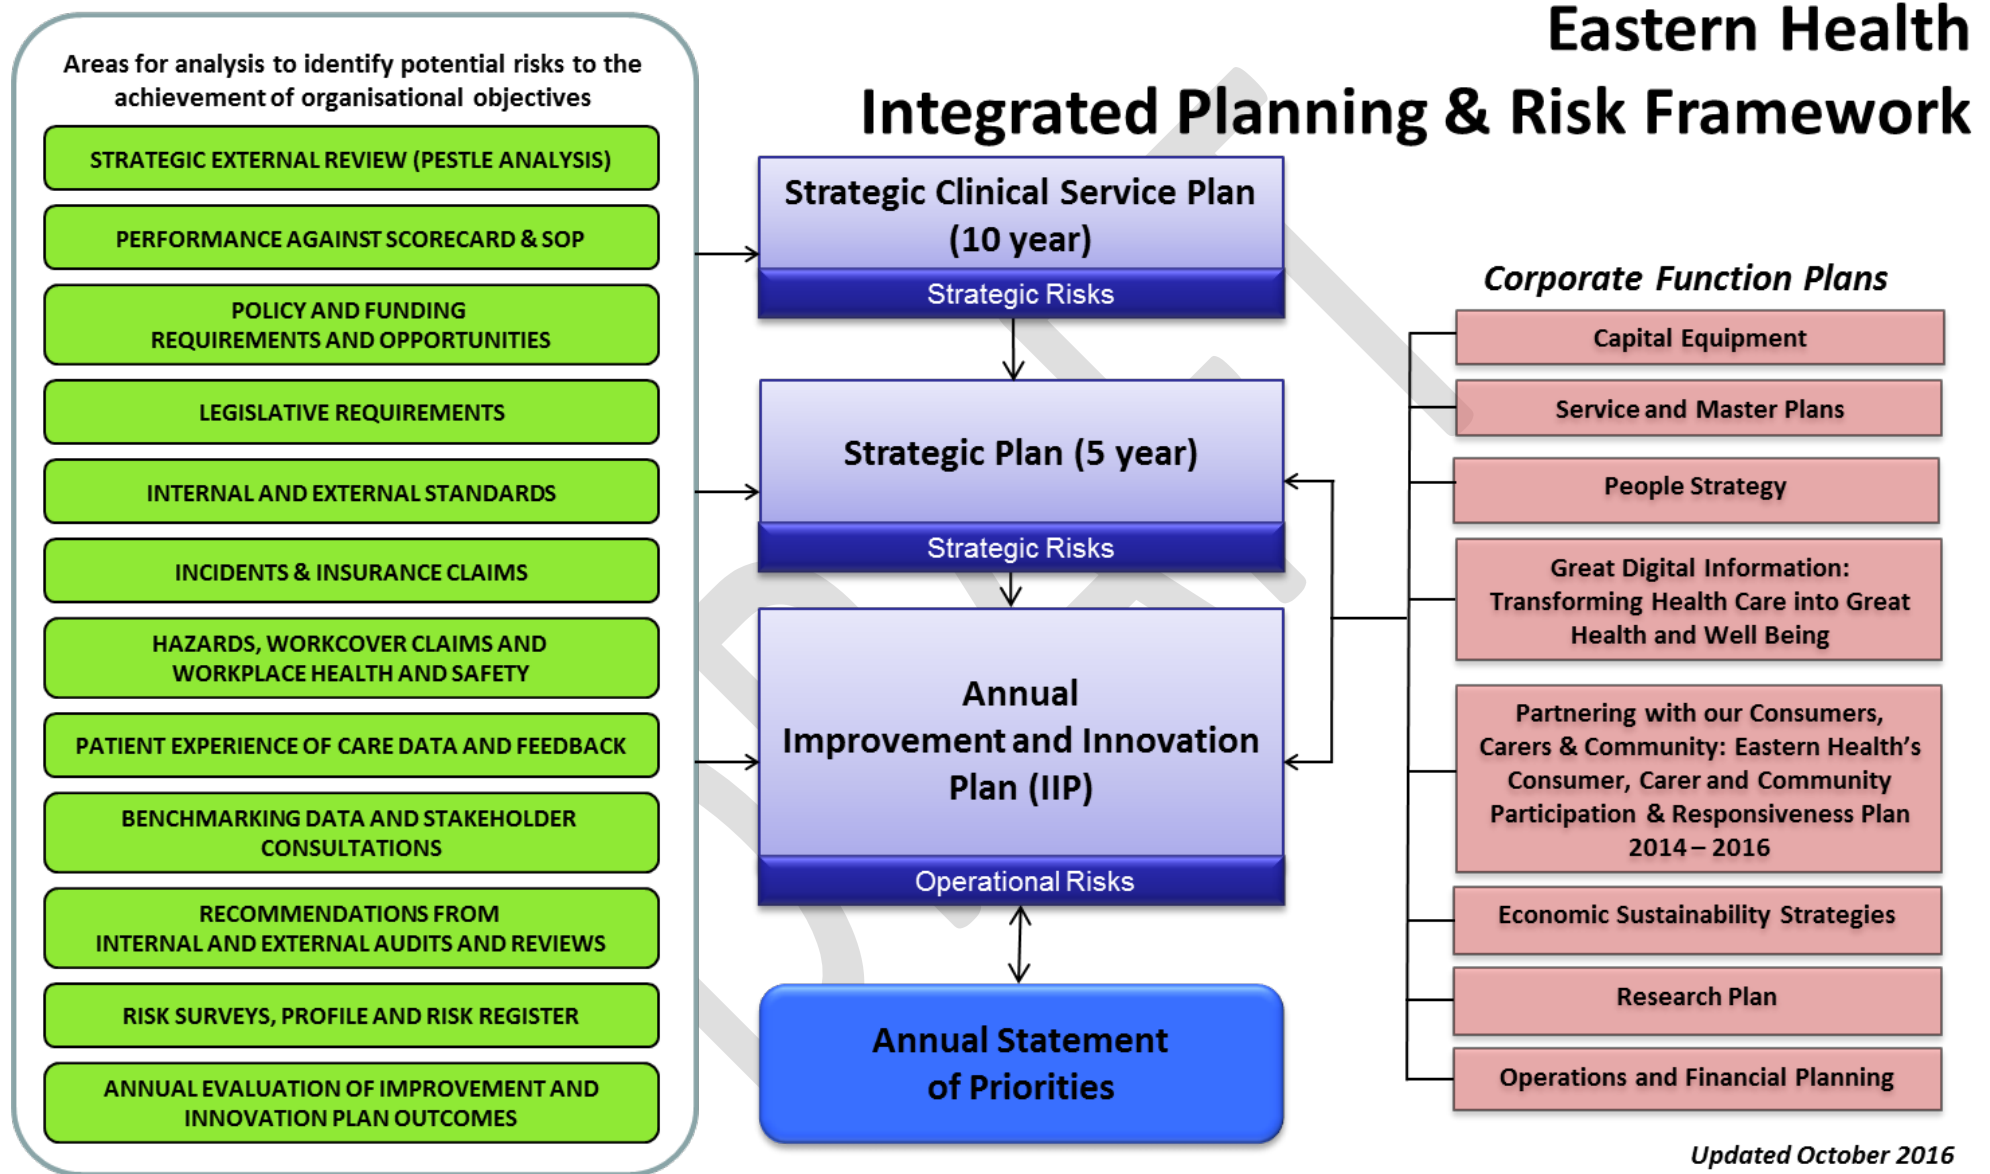 Eastern Health
Integrated Planning & Risk Framework
Areas for analysis to identify potential risks to the
achievement of organisational objectives
STRATEGIC EXTERNAL REVIEW (PESTLE ANALYSIS)
PERFORMANCE AGAINST SCORECARD & SOP
POLICY AND FUNDING
REQUIREMENTS AND OPPORTUNITIES
LEGISLATIVE REQUIREMENTS
INTERNAL AND EXTERNAL STANDARDS
INCIDENTS & INSURANCE CLAIMS
HAZARDS, WORKCOVER CLAIMS AND
WORKPLACE HEALTH AND SAFETY
PATIENT EXPERIENCE OF CARE DATA AND FEEDBACK
BENCHMARKING DATA AND STAKEHOLDER
CONSULTATIONS
RECOMMENDATIONS FROM
INTERNAL AND EXTERNAL AUDITS AND REVIEWS
RISK SURVEYS, PROFILE AND RISK REGISTER
ANNUAL EVALUATION OF IMPROVEMENT AND
INNOVATION PLAN OUTCOMES
Strategic Clinical Service Plan
(10 year)
Strategic Risks
Strategic Plan (5 year)
Strategic Risks
Annual
Improvement and Innovation
Plan (IIP)
Operational Risks
Annual Statement
of Priorities
Corporate Function Plans
Capital Equipment
Service and Master Plans
People Strategy
Great Digital Information:
Transforming Health Care into Great
Health and Well Being
Partnering with our Consumers,
Carers & Community: Eastern Health's
Consumer, Carer and Community
Participation & Responsiveness Plan
2014 – 2016
Economic Sustainability Strategies
Research Plan
Operations and Financial Planning
Updated October 2016
DRAFT